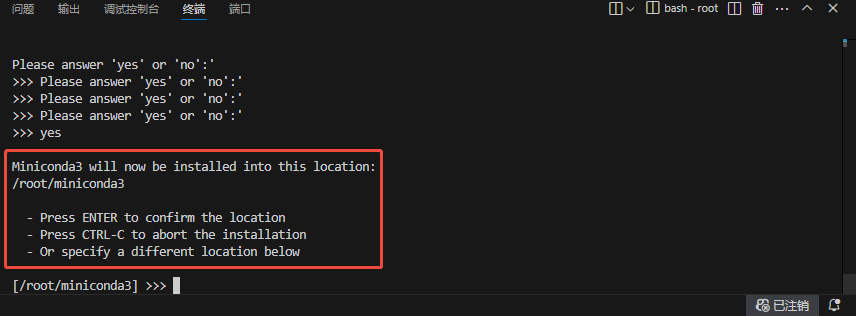 问题 输出 调试控制台 终端 端口 bash - root
Please answer 'yes' or 'no':'
>>> Please answer 'yes' or 'no':'
>>> Please answer 'yes' or 'no':'
>>> Please answer 'yes' or 'no':'
>>> yes
Miniconda3 will now be installed into this location:
/root/miniconda3
- Press ENTER to confirm the location
- Press CTRL-C to abort the installation
- Or specify a different location below
[/root/miniconda3] >>>
已注销